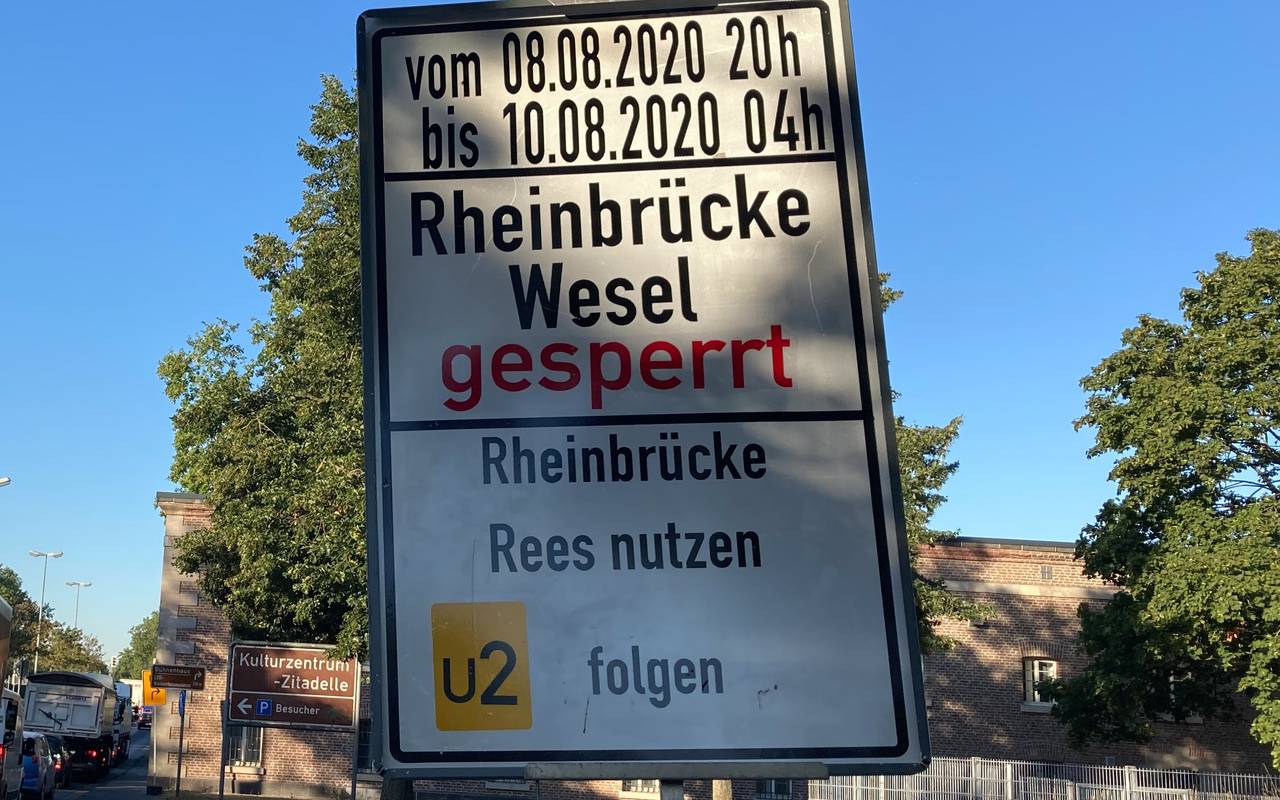 vom 08.08.2020 20h
bis 10.08.2020 04h
Rheinbrücke
Wesel
gesperrt
Rheinbrücke
Rees nutzen
u2 folgen
Kulturzentrum
-Zitadelle
P Besucher
Bühnenhaus